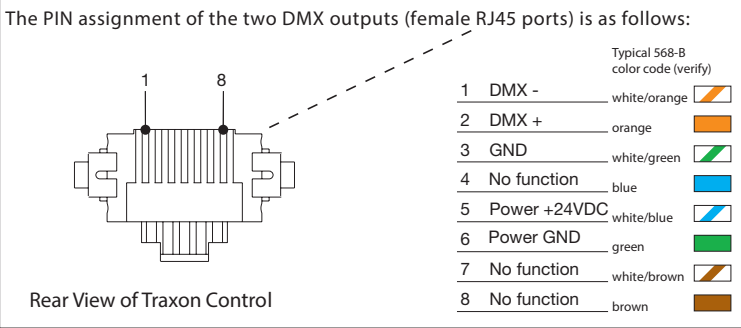 The PIN assignment of the two DMX outputs (female RJ45 ports) is as follows:
Typical 568-B
color code (verify)
1 8
1 DMX - white/orange
2 DMX + orange
3 GND white/green
4 No function blue
5 Power +24VDC white/blue
6 Power GND green
7 No function white/brown
8 No function brown
Rear View of Traxon Control